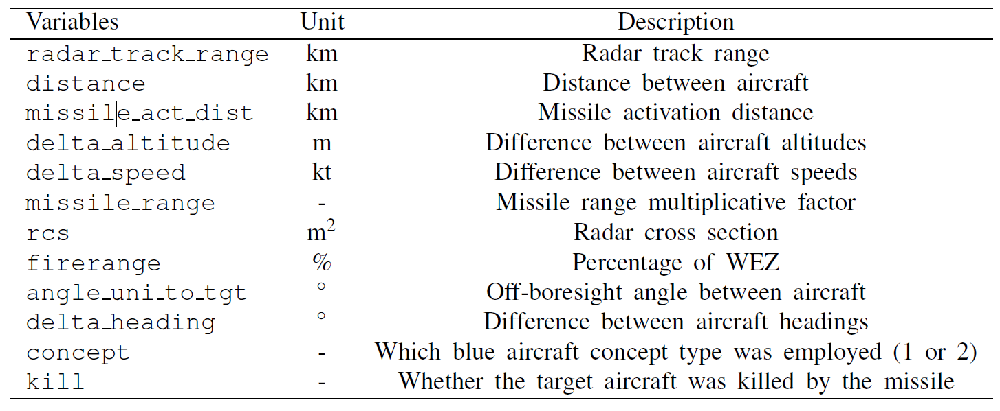 Variables Unit Description
radar_track_range km Radar track range
distance km Distance between aircraft
missile_act_dist km Missile activation distance
delta_altitude m Difference between aircraft altitudes
delta_speed kt Difference between aircraft speeds
missile_range - Missile range multiplicative factor
rcs m² Radar cross section
firerange % Percentage of WEZ
angle_uni_to_tgt ° Off-boresight angle between aircraft
delta_heading ° Difference between aircraft headings
concept - Which blue aircraft concept type was employed (1 or 2)
kill - Whether the target aircraft was killed by the missile